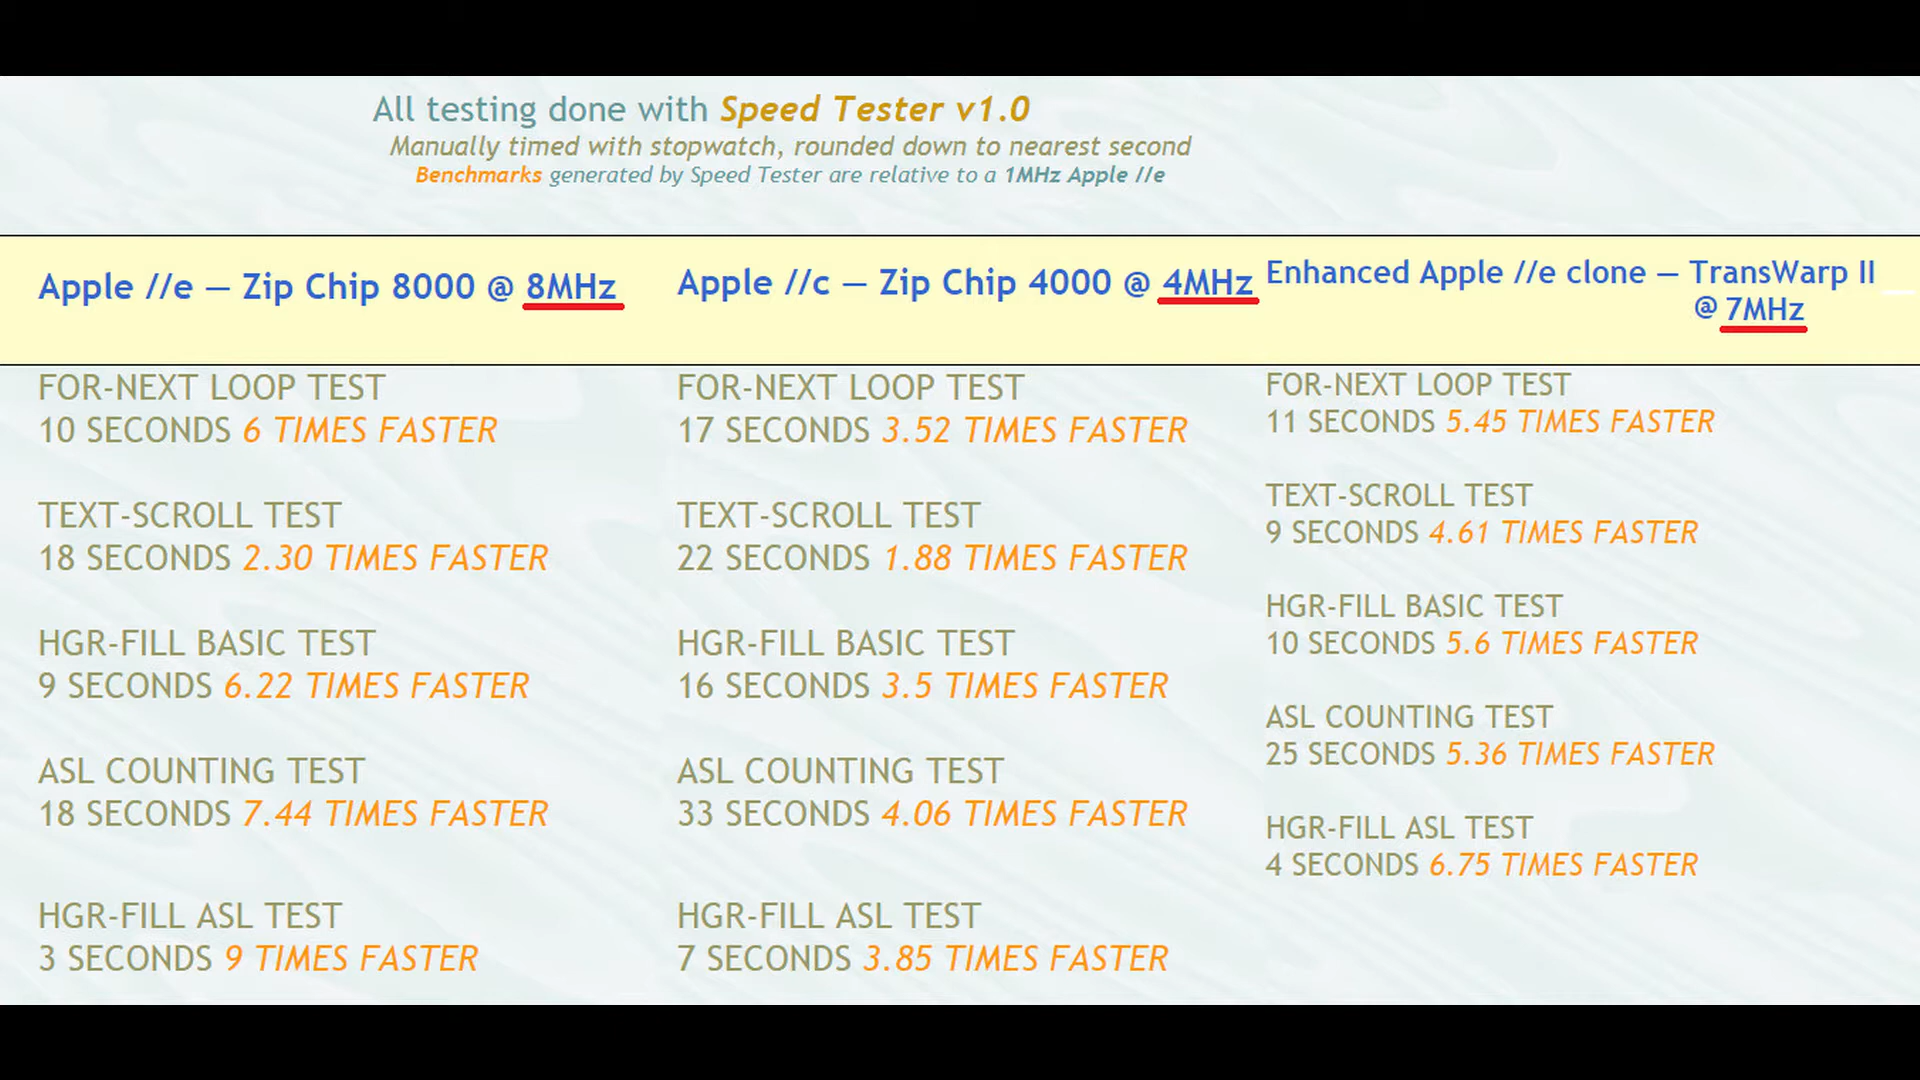 All testing done with Speed Tester v1.0
Manually timed with stopwatch, rounded down to nearest second
Benchmarks generated by Speed Tester are relative to a 1MHz Apple //e
Apple //e — Zip Chip 8000 @ 8MHz
FOR-NEXT LOOP TEST
10 SECONDS 6 TIMES FASTER
TEXT-SCROLL TEST
18 SECONDS 2.30 TIMES FASTER
HGR-FILL BASIC TEST
9 SECONDS 6.22 TIMES FASTER
ASL COUNTING TEST
18 SECONDS 7.44 TIMES FASTER
HGR-FILL ASL TEST
3 SECONDS 9 TIMES FASTER
Apple //c — Zip Chip 4000 @ 4MHz
FOR-NEXT LOOP TEST
17 SECONDS 3.52 TIMES FASTER
TEXT-SCROLL TEST
22 SECONDS 1.88 TIMES FASTER
HGR-FILL BASIC TEST
16 SECONDS 3.5 TIMES FASTER
ASL COUNTING TEST
33 SECONDS 4.06 TIMES FASTER
HGR-FILL ASL TEST
7 SECONDS 3.85 TIMES FASTER
Enhanced Apple //e clone — TransWarp II
@ 7MHz
FOR-NEXT LOOP TEST
11 SECONDS 5.45 TIMES FASTER
TEXT-SCROLL TEST
9 SECONDS 4.61 TIMES FASTER
HGR-FILL BASIC TEST
10 SECONDS 5.6 TIMES FASTER
ASL COUNTING TEST
25 SECONDS 5.36 TIMES FASTER
HGR-FILL ASL TEST
4 SECONDS 6.75 TIMES FASTER